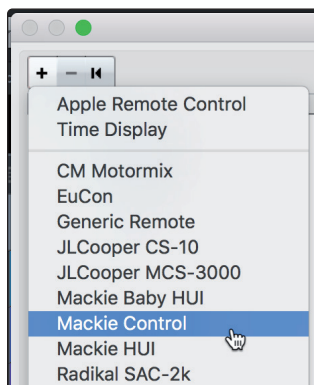 Apple Remote Control
Time Display
CM Motormix
EuCon
Generic Remote
JLCooper CS-10
JLCooper MCS-3000
Mackie Baby HUI
Mackie Control
Mackie HUI
Radikal SAC-2k